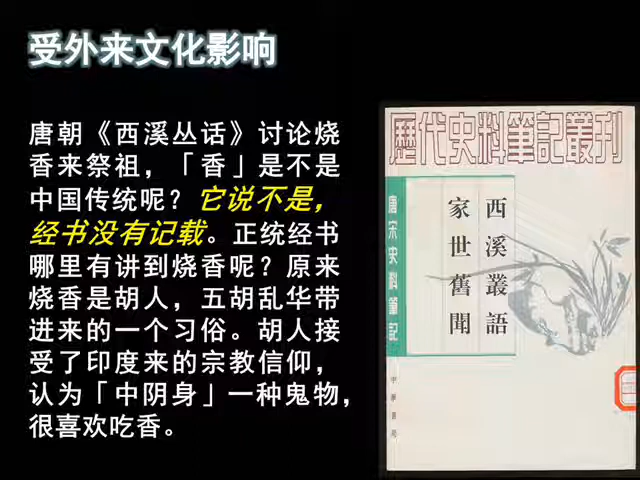 受外来文化影响
唐朝《西溪丛话》讨论烧
香来祭祖，「香」是不是
中国传统呢？它说不是，
经书没有记载。正统经书
哪里有讲到烧香呢？原来
烧香是胡人，五胡乱华带
进来的一个习俗。胡人接
受了印度来的宗教信仰，
认为「中阴身」一种鬼物，
很喜欢吃香。
歷代史料筆記叢刊
唐宋史料筆記
西溪叢語
家世舊聞
中華書局